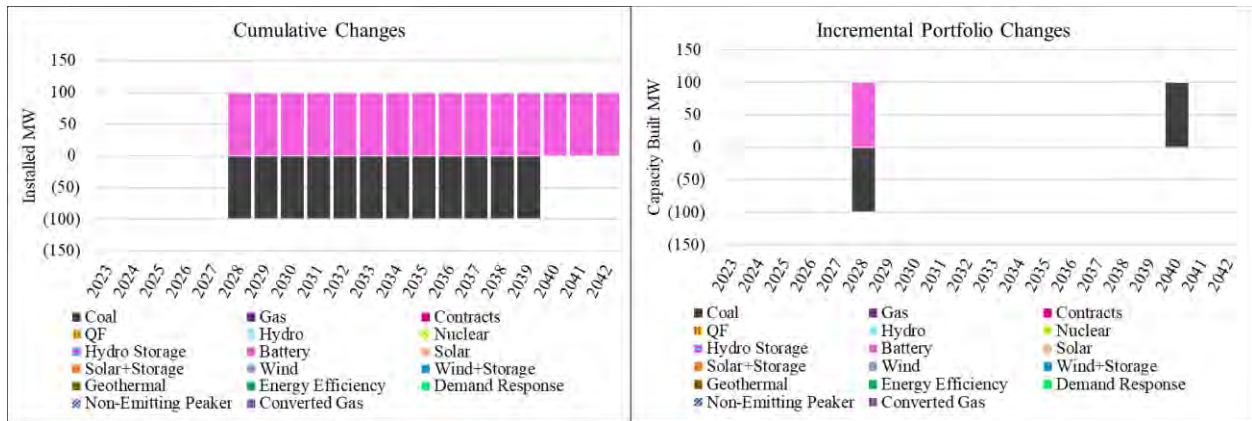 Cumulative Changes
Installed MW
150
100
50
0
(50)
(100)
(150)
2023 2024 2025 2026 2027 2028 2029 2030 2031 2032 2033 2034 2035 2036 2037 2038 2039 2040 2041 2042
Coal Gas Contracts
QF Hydro Nuclear
Hydro Storage Battery Solar
Solar+Storage Wind Wind+Storage
Geothermal Energy Efficiency Demand Response
Non-Emitting Peaker Converted Gas
Incremental Portfolio Changes
Capacity Built MW
150
100
50
0
(50)
(100)
(150)
2023 2024 2025 2026 2027 2028 2029 2030 2031 2032 2033 2034 2035 2036 2037 2038 2039 2040 2041 2042
Coal Gas Contracts
QF Hydro Nuclear
Hydro Storage Battery Solar
Solar+Storage Wind Wind+Storage
Geothermal Energy Efficiency Demand Response
Non-Emitting Peaker Converted Gas